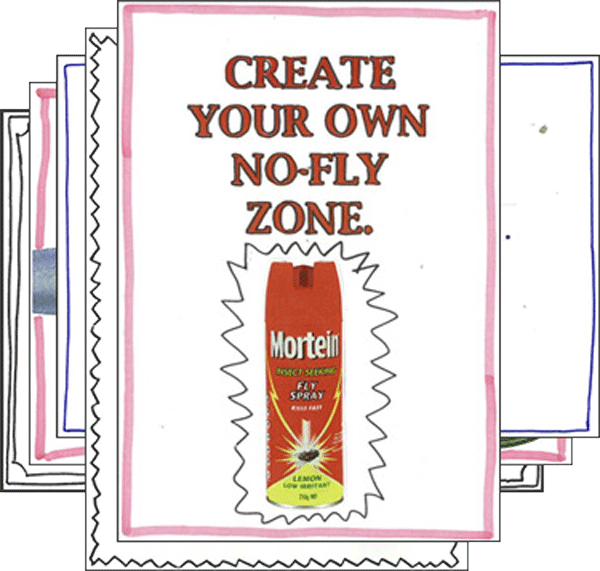 CREATE
YOUR OWN
NO-FLY
ZONE.
Mortein
INSECT SEEKING
FLY
SPRAY
KILLS FAST
LEMON
LOW IRRITANT